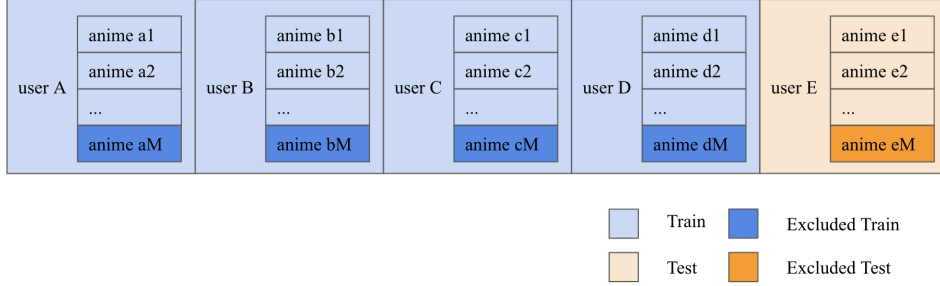 anime a1
anime a2
user A
...
anime aM
anime b1
anime b2
user B
...
anime bM
anime c1
anime c2
user C
...
anime cM
anime d1
anime d2
user D
...
anime dM
anime e1
anime e2
user E
...
anime eM
Train
Excluded Train
Test
Excluded Test